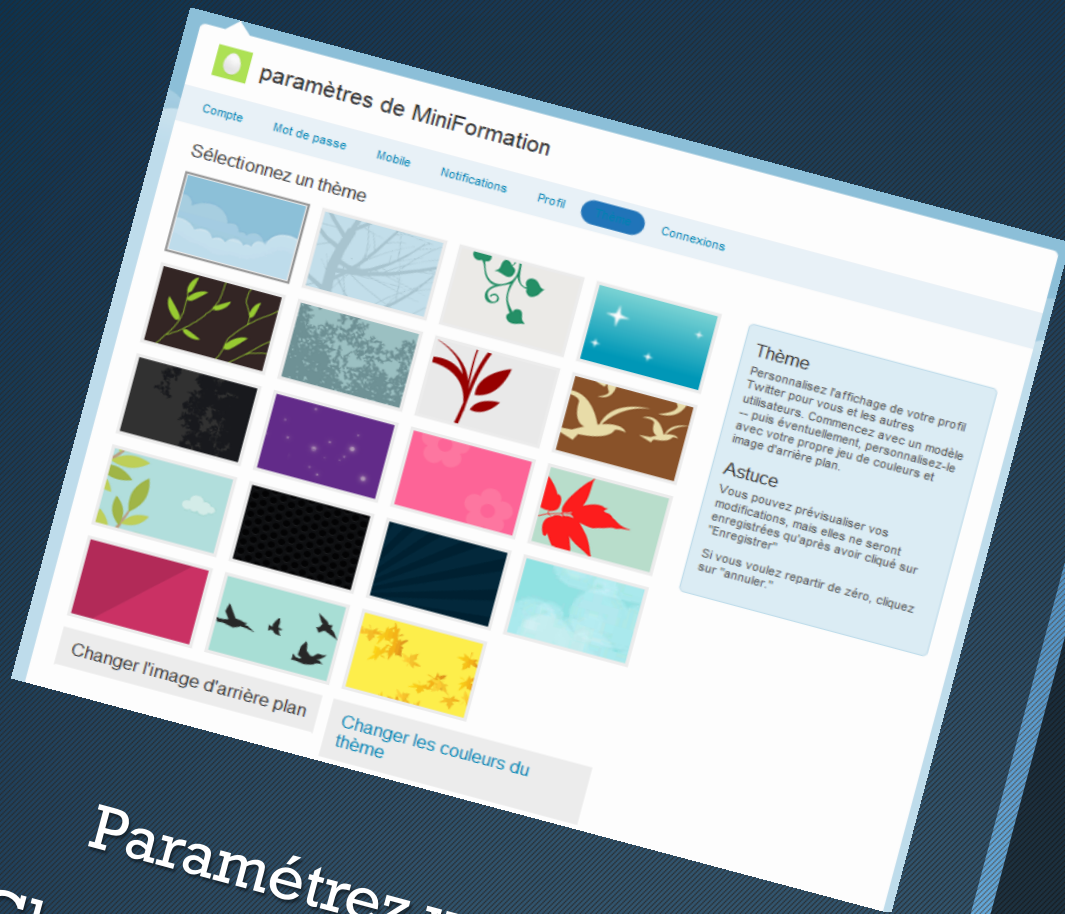 paramètres de MiniFormation
Compte Mot de passe Mobile Notifications Profil Connexions
Sélectionnez un thème
Thème
Personnalisez l'affichage de votre profil
Twitter pour vous et les autres
utilisateurs. Commencez avec un modèle
— puis éventuellement, personnalisez-le
avec votre propre jeu de couleurs et
image d'arrière plan.
Astuce
Vous pouvez prévisualiser vos
modifications, mais elles ne seront
enregistrées qu'après avoir cliqué sur
"Enregistrer"
Si vous voulez repartir de zéro, cliquez
sur "annuler."
Changer l'image d'arrière plan
Changer les couleurs du
thème
Paramétrez